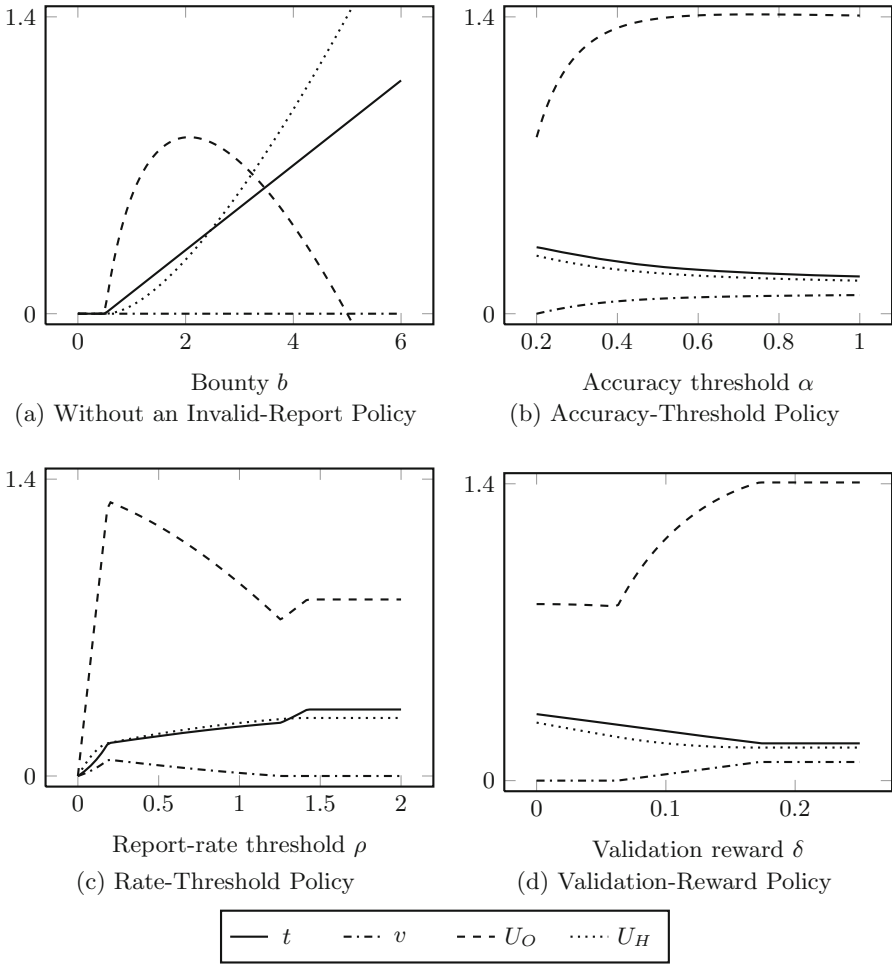 1.4
0
0 2 4 6
Bounty b
(a) Without an Invalid-Report Policy
1.4
0
0.2 0.4 0.6 0.8 1
Accuracy threshold α
(b) Accuracy-Threshold Policy
1.4
0
0 0.5 1 1.5 2
Report-rate threshold ρ
(c) Rate-Threshold Policy
1.4
0
0 0.1 0.2
Validation reward δ
(d) Validation-Reward Policy
t v U_O U_H